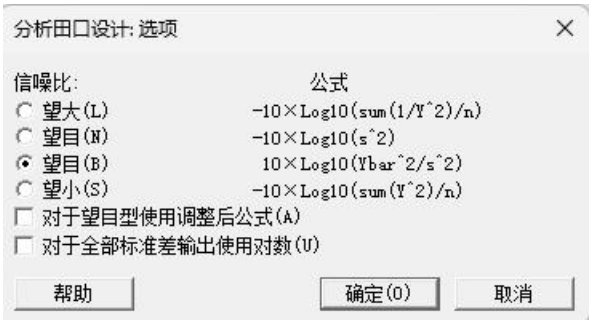 分析田口设计: 选项
信噪比: 公式
望大(L) -10×Log10(sum(1/Y^2)/n)
望目(N) -10×Log10(s^2)
望目(B) 10×Log10(Ybar^2/s^2)
望小(S) -10×Log10(sum(Y^2)/n)
对于望目型使用调整后公式(A)
对于全部标准差输出使用对数(U)
帮助 确定(O) 取消